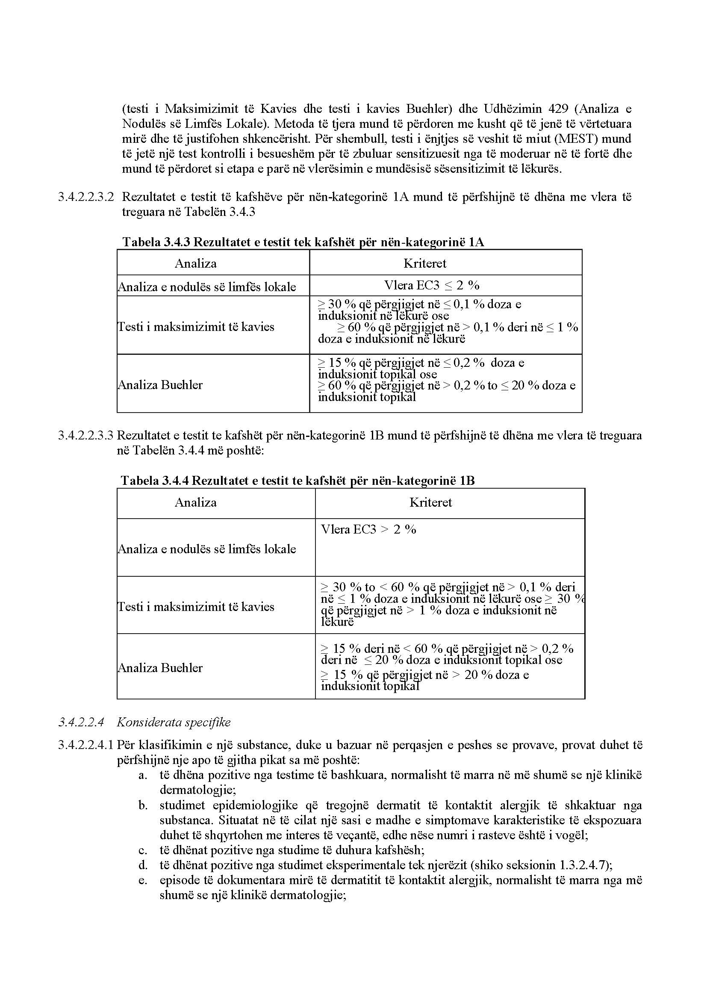 (testi i Maksimizimit të Kavies dhe testi i kavies Buehler) dhe Udhëzimin 429 (Analiza e
Nodulës së Limfës Lokale). Metoda të tjera mund të përdoren me kusht që të jenë të vërtetuara
mirë dhe të justifohen shkencërisht. Për shembull, testi i ënjtjes së veshit të miut (MEST) mund
të jetë një test kontrolli i besueshëm për të zbuluar sensitizuesit nga të moderuar në të fortë dhe
mund të përdoret si etapa e parë në vlerësimin e mundësisë sësensitizimit të lëkurës.
3.4.2.2.3.2 Rezultatet e testit të kafshëve për nën-kategorinë 1A mund të përfshijnë të dhëna me vlera të
treguara në Tabelën 3.4.3
Tabela 3.4.3 Rezultatet e testit tek kafshët për nën-kategorinë 1A
Analiza Kriteret
Analiza e nodulës së limfës lokale Vlera EC3 ≤ 2 %
Testi i maksimizimit të kavies
≥ 30 % që përgjigjet në ≤ 0,1 % doza e
induksionit në lëkurë ose
≥ 60 % që përgjigjet në > 0,1 % deri në ≤ 1 %
doza e induksionit në lëkurë
Analiza Buehler
≥ 15 % që përgjigjet në ≤ 0,2 % doza e
induksionit topikal ose
≥ 60 % që përgjigjet në > 0,2 % to ≤ 20 % doza e
induksionit topikal
3.4.2.2.3.3 Rezultatet e testit te kafshët për nën-kategorinë 1B mund të përfshijnë të dhëna me vlera të treguara
në Tabelën 3.4.4 më poshtë:
Tabela 3.4.4 Rezultatet e testit te kafshët për nën-kategorinë 1B
Analiza Kriteret
Analiza e nodulës së limfës lokale Vlera EC3 > 2 %
Testi i maksimizimit të kavies
≥ 30 % to < 60 % që përgjigjet në > 0,1 % deri
në ≤ 1 % doza e induksionit në lëkurë ose ≥ 30 %
që përgjigjet në > 1 % doza e induksionit në
lëkurë
Analiza Buehler
≥ 15 % deri në < 60 % që përgjigjet në > 0,2 %
deri në ≤ 20 % doza e induksionit topikal ose
≥ 15 % që përgjigjet në > 20 % doza e
induksionit topikal
3.4.2.2.4 Konsiderata specifike
3.4.2.2.4.1 Për klasifikimin e një substance, duke u bazuar në perqasjen e peshes se provave, provat duhet të
përfshijnë nje apo të gjitha pikat sa më poshtë:
a. të dhëna pozitive nga testime të bashkuara, normalisht të marra në më shumë se një klinikë
dermatologjie;
b. studimet epidemiologjike që tregojnë dermatit të kontaktit alergjik të shkaktuar nga
substanca. Situatat në të cilat një sasi e madhe e simptomave karakteristike të ekspozuara
duhet të shqyrtohen me interes të veçantë, edhe nëse numri i rasteve është i vogël;
c. të dhënat pozitive nga studime të duhura kafshësh;
d. të dhënat pozitive nga studimet eksperimentale tek njerëzit (shiko seksionin 1.3.2.4.7);
e. episode të dokumentara mirë të dermatitit të kontaktit alergjik, normalisht të marra nga më
shumë se një klinikë dermatologjie;